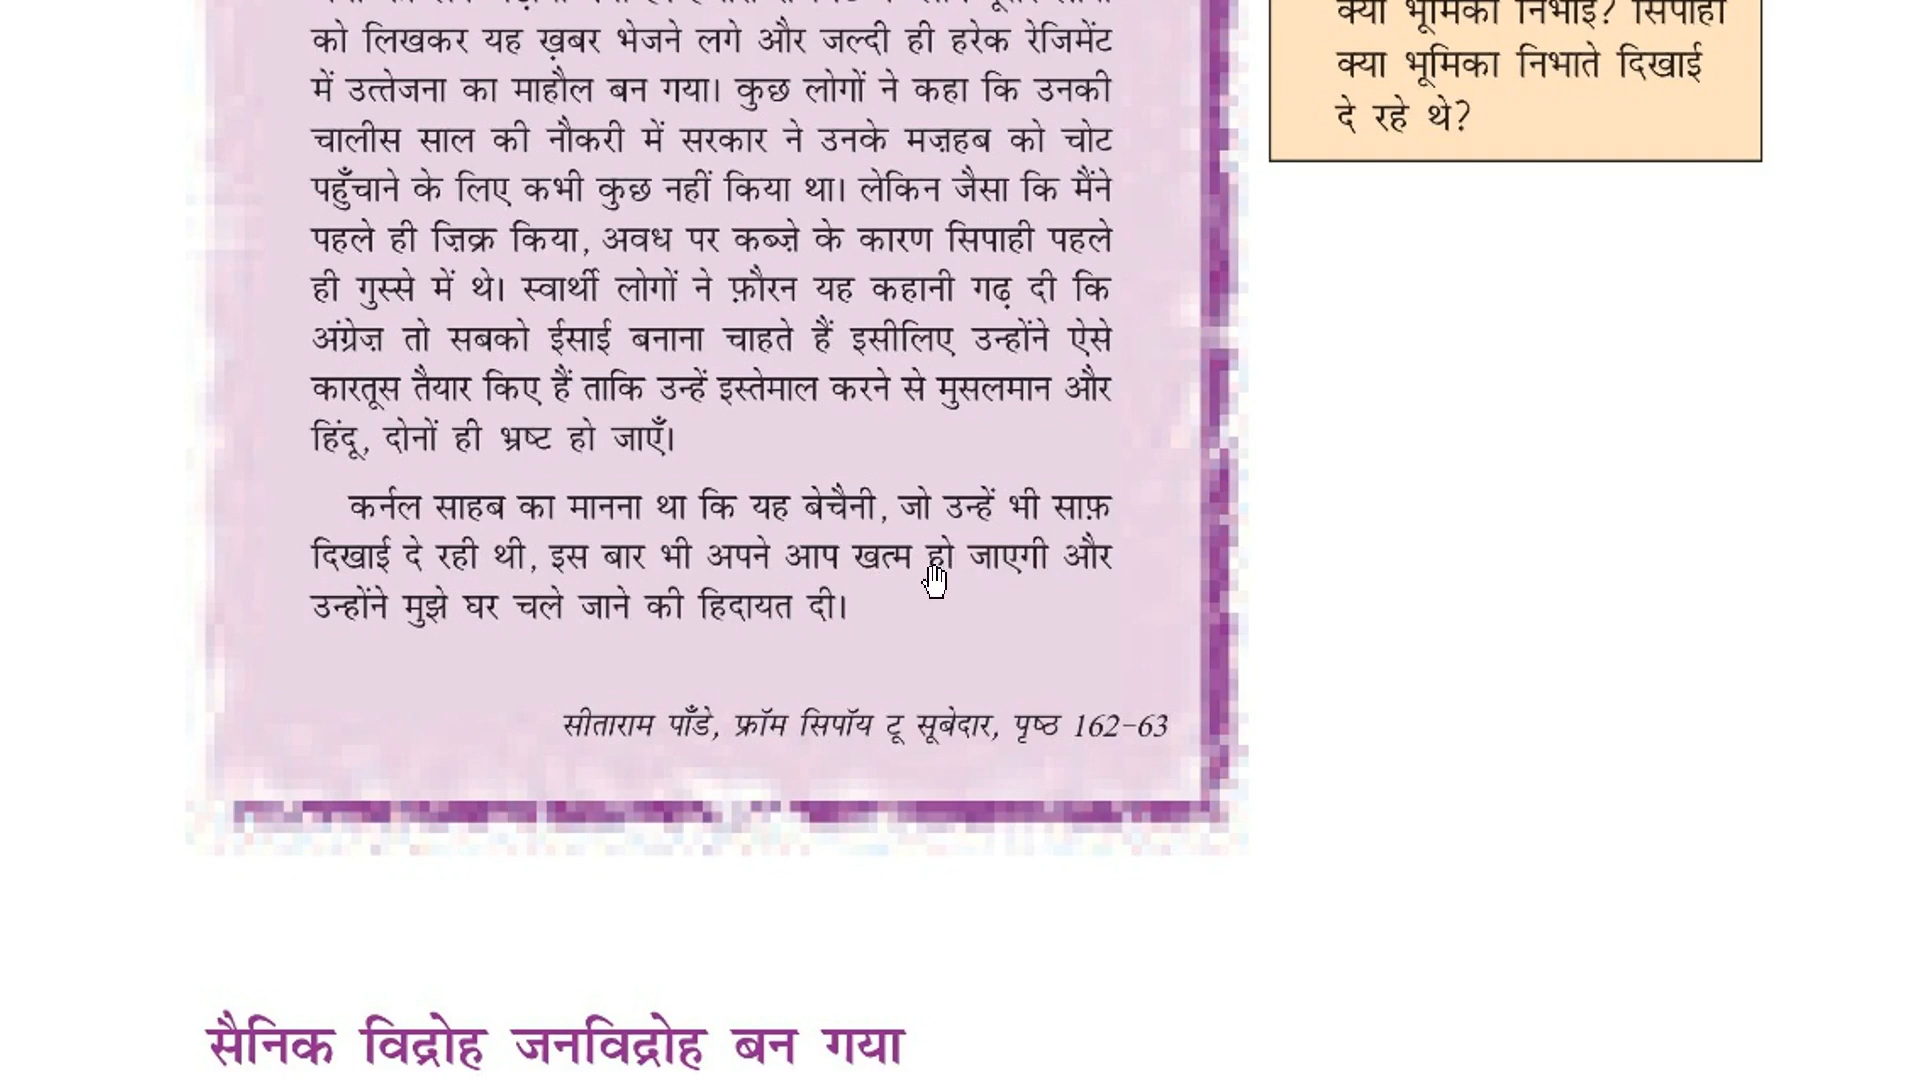 को लिखकर यह ख़बर भेजने लगे और जल्दी ही हरेक रेजिमेंट
में उत्तेजना का माहौल बन गया। कुछ लोगों ने कहा कि उनकी
चालीस साल की नौकरी में सरकार ने उनके मज़हब को चोट
पहुँचाने के लिए कभी कुछ नहीं किया था। लेकिन जैसा कि मैंने
पहले ही ज़िक्र किया, अवध पर कब्ज़े के कारण सिपाही पहले
ही गुस्से में थे। स्वार्थी लोगों ने फ़ौरन यह कहानी गढ़ दी कि
अंग्रेज़ तो सबको ईसाई बनाना चाहते हैं इसीलिए उन्होंने ऐसे
कारतूस तैयार किए हैं ताकि उन्हें इस्तेमाल करने से मुसलमान और
हिंदू, दोनों ही भ्रष्ट हो जाएँ।
कर्नल साहब का मानना था कि यह बेचैनी, जो उन्हें भी साफ़
दिखाई दे रही थी, इस बार भी अपने आप खत्म हो जाएगी और
उन्होंने मुझे घर चले जाने की हिदायत दी।
सीताराम पाँडे, फ्रॉम सिपॉय टू सूबेदार, पृष्ठ 162-63
क्या भूमिका निभाई? सिपाही
क्या भूमिका निभाते दिखाई
दे रहे थे?
सैनिक विद्रोह जनविद्रोह बन गया